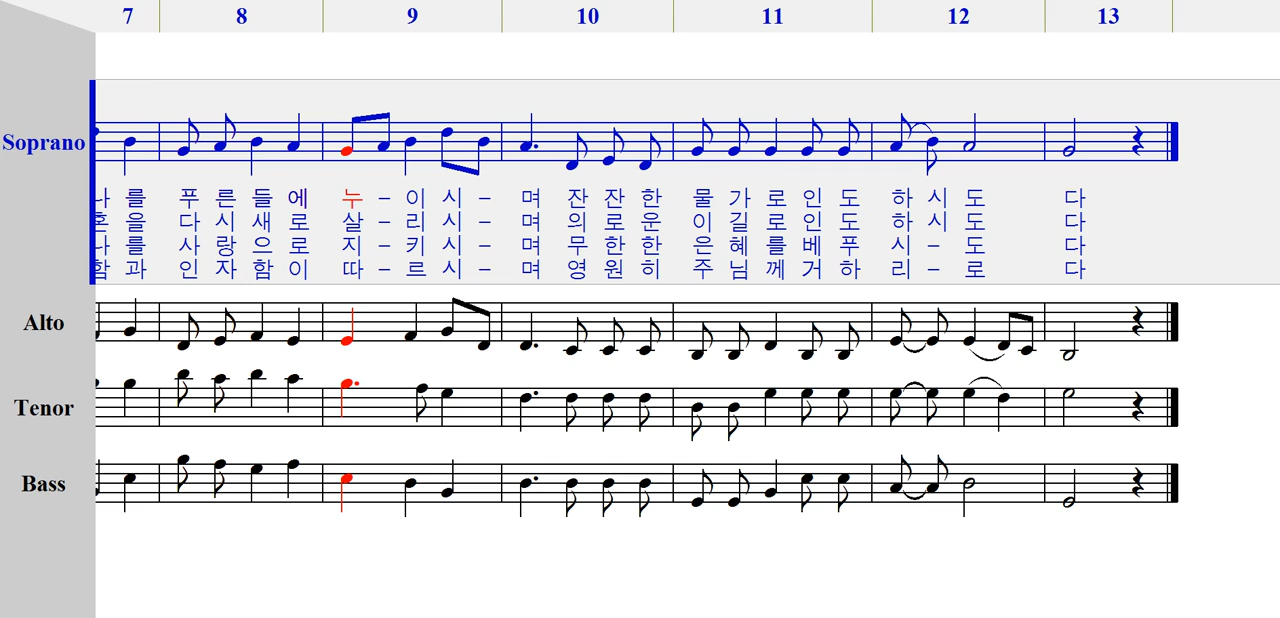 7 8 9 10 11 12 13
Soprano
나 를 푸 른 들 에 누 – 이 시 – 며 잔 잔 한 물 가 로 인 도 하 시 도 다
혼 을 다 시 새 로 살 – 리 시 – 며 의 로 운 이 길 로 인 도 하 시 도 다
나 를 사 랑 으 로 지 – 키 시 – 며 무 한 한 은 혜 를 베 푸 시 – 도 다
함 과 인 자 함 이 따 – 르 시 – 며 영 원 히 주 님 께 거 하 리 – 로 다
Alto
Tenor
Bass